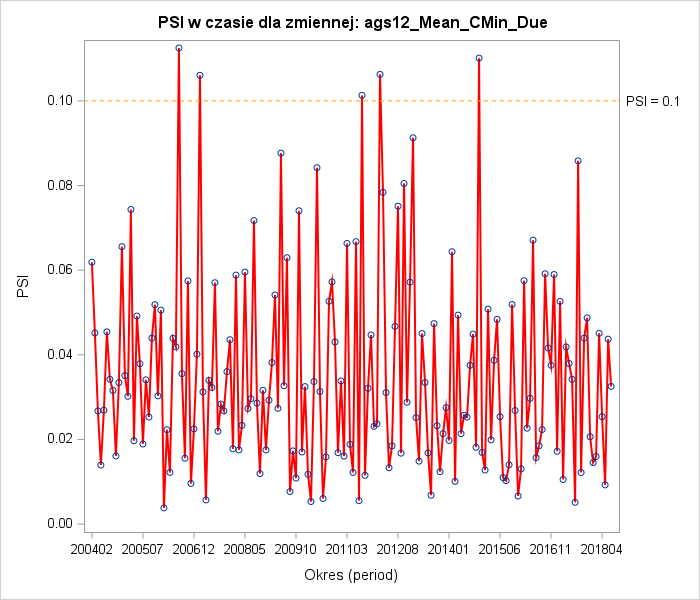 PSI w czasie dla zmiennej: ags12_Mean_CMin_Due
0.10
PSI = 0.1
0.08
0.06
PSI
0.04
0.02
0.00
200402 200507 200612 200805 200910 201103 201208 201401 201506 201611 201804
Okres (period)